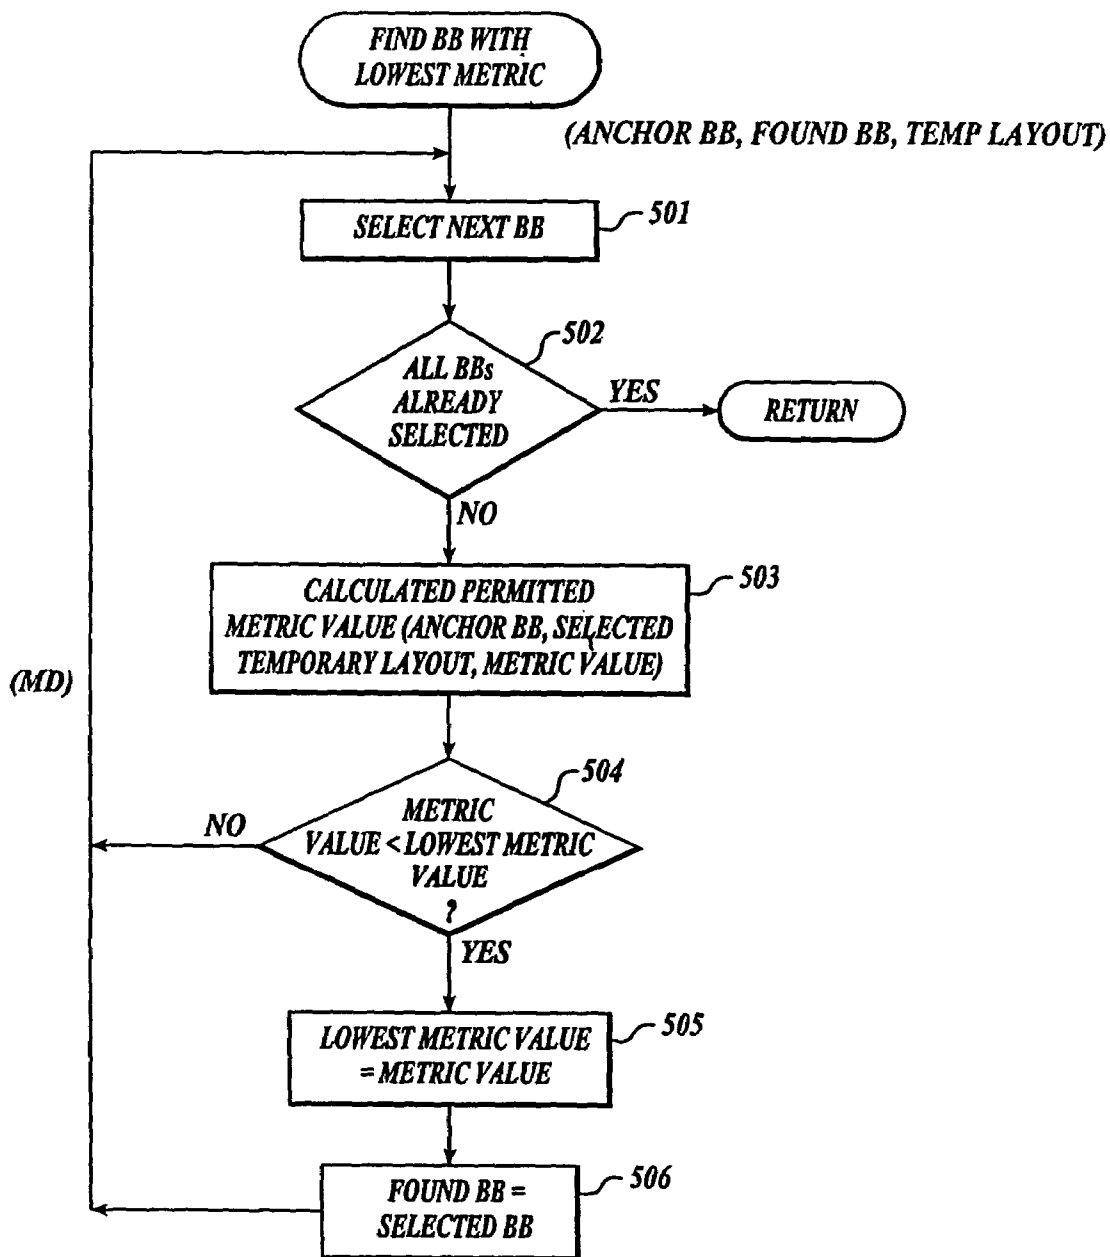 FIND BB WITH
LOWEST METRIC
(ANCHOR BB, FOUND BB, TEMP LAYOUT)
SELECT NEXT BB
501
502
ALL BBs
ALREADY
SELECTED
YES
RETURN
NO
503
CALCULATED PERMITTED
METRIC VALUE (ANCHOR BB, SELECTED
TEMPORARY LAYOUT, METRIC VALUE)
(MD)
504
METRIC
VALUE < LOWEST METRIC
VALUE
?
NO
YES
505
LOWEST METRIC VALUE
= METRIC VALUE
506
FOUND BB =
SELECTED BB